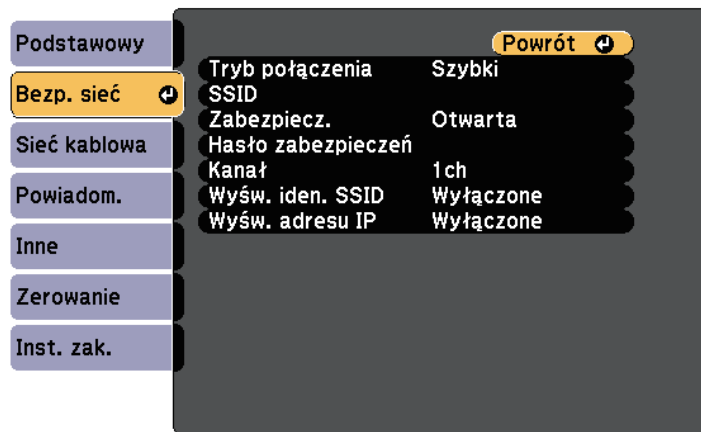 Podstawowy
Bezp. sieć
Sieć kablowa
Powiadom.
Inne
Zerowanie
Inst. zak.
Powrót
Tryb połączenia Szybki
SSID
Zabezpiecz. Otwarta
Hasło zabezpieczeń
Kanał 1ch
Wyśw. iden. SSID Wyłączone
Wyśw. adresu IP Wyłączone